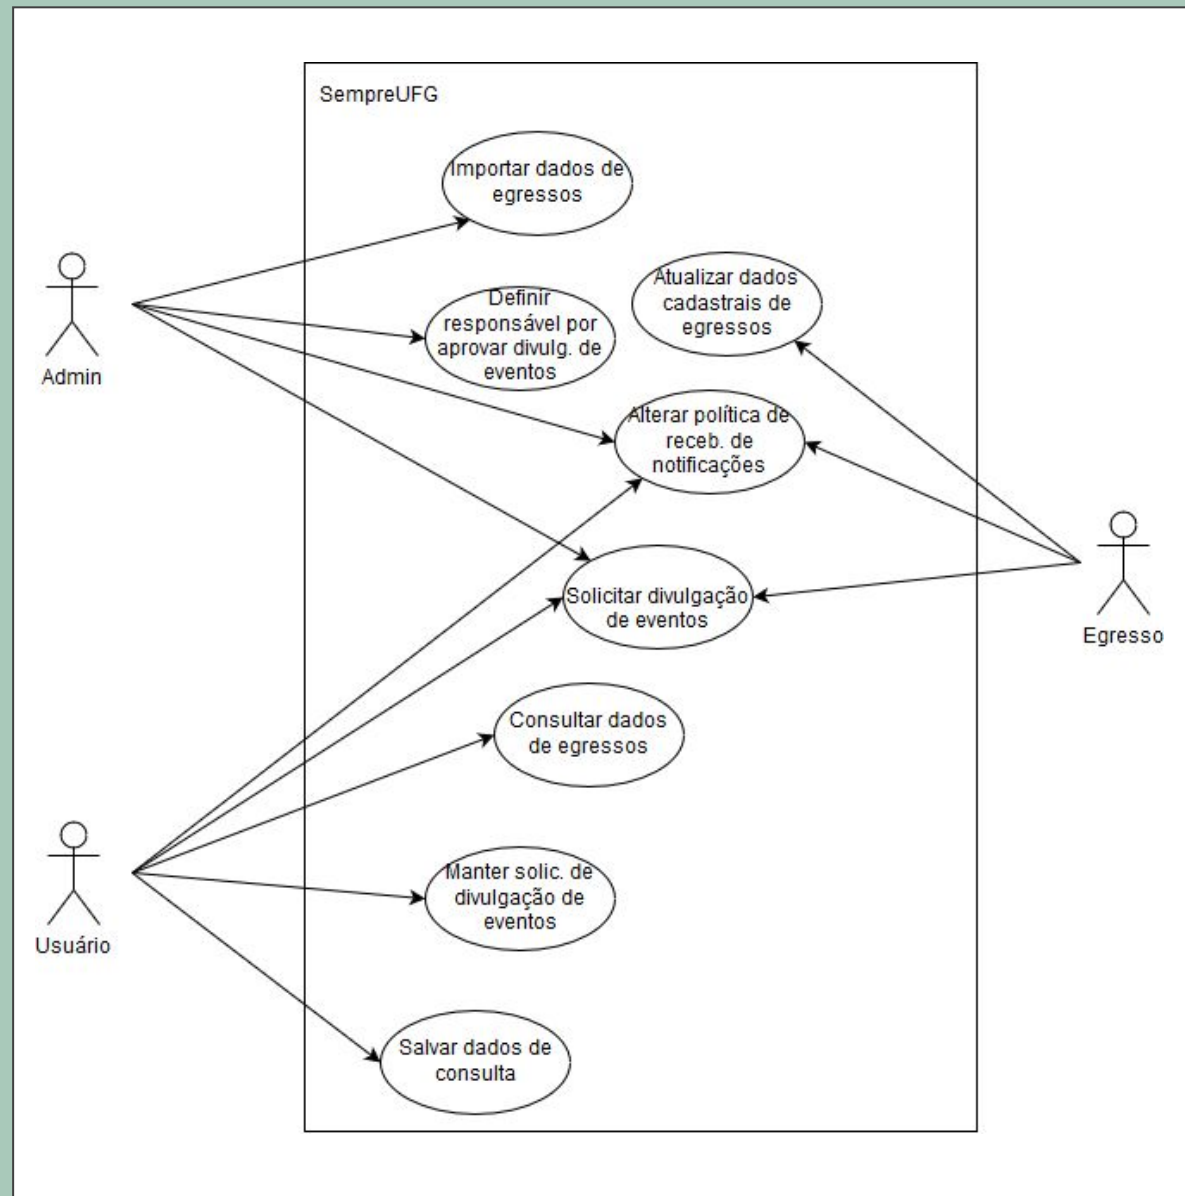 SempreUFG
Importar dados de
egressos
Atualizar dados
cadastrais de
egressos
Definir
responsável por
aprovar divulg. de
eventos
Admin
Alterar política de
receb. de
notificações
Solicitar divulgação
de eventos
Egresso
Consultar dados
de egressos
Manter solic. de
divulgação de
eventos
Usuário
Salvar dados de
consulta